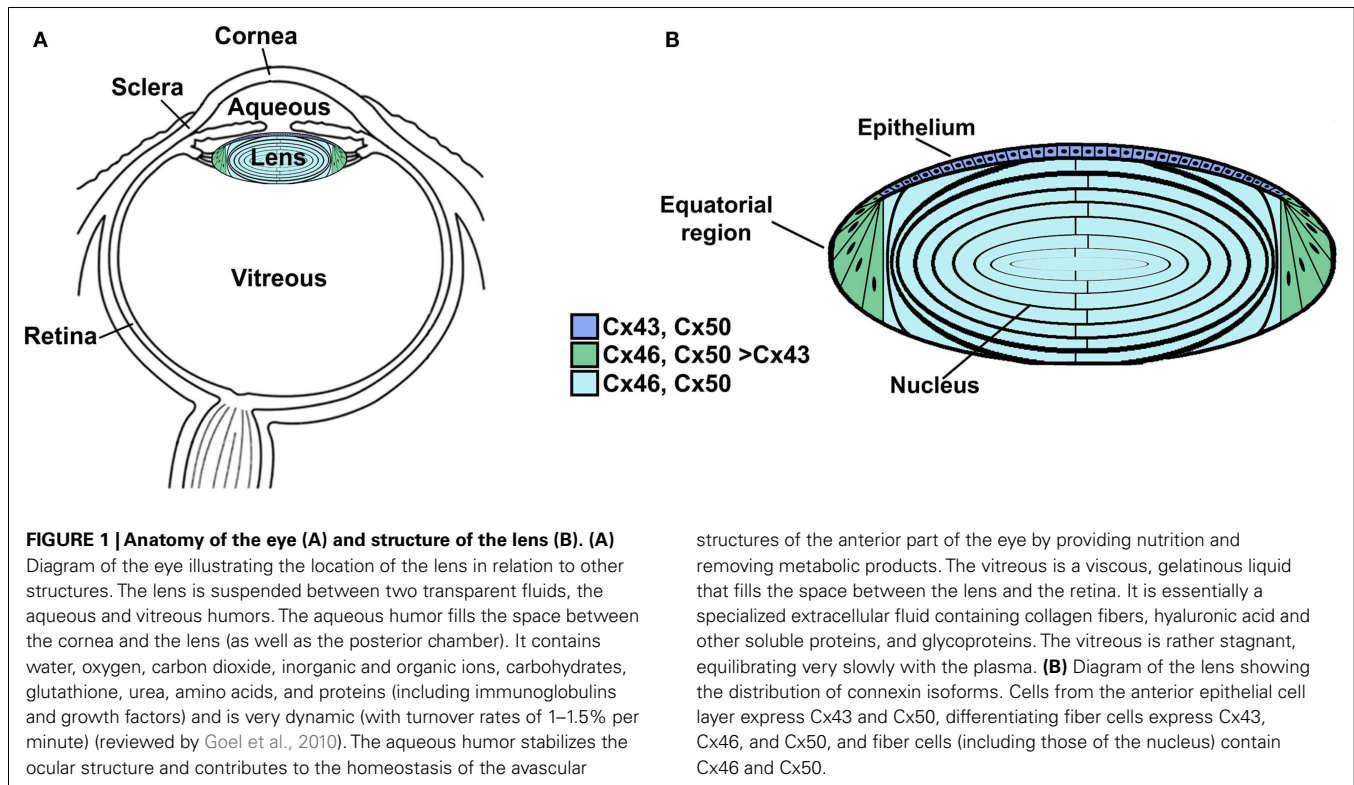 A
Cornea
Sclera
Aqueous
Lens
Vitreous
Retina
B
Epithelium
Equatorial
region
Nucleus
Cx43, Cx50
Cx46, Cx50 >Cx43
Cx46, Cx50
FIGURE 1 | Anatomy of the eye (A) and structure of the lens (B). (A)
Diagram of the eye illustrating the location of the lens in relation to other
structures. The lens is suspended between two transparent fluids, the
aqueous and vitreous humors. The aqueous humor fills the space between
the cornea and the lens (as well as the posterior chamber). It contains
water, oxygen, carbon dioxide, inorganic and organic ions, carbohydrates,
glutathione, urea, amino acids, and proteins (including immunoglobulins
and growth factors) and is very dynamic (with turnover rates of 1–1.5% per
minute) (reviewed by Goel et al., 2010). The aqueous humor stabilizes the
ocular structure and contributes to the homeostasis of the avascular
structures of the anterior part of the eye by providing nutrition and
removing metabolic products. The vitreous is a viscous, gelatinous liquid
that fills the space between the lens and the retina. It is essentially a
specialized extracellular fluid containing collagen fibers, hyaluronic acid and
other soluble proteins, and glycoproteins. The vitreous is rather stagnant,
equilibrating very slowly with the plasma. (B) Diagram of the lens showing
the distribution of connexin isoforms. Cells from the anterior epithelial cell
layer express Cx43 and Cx50, differentiating fiber cells express Cx43,
Cx46, and Cx50, and fiber cells (including those of the nucleus) contain
Cx46 and Cx50.